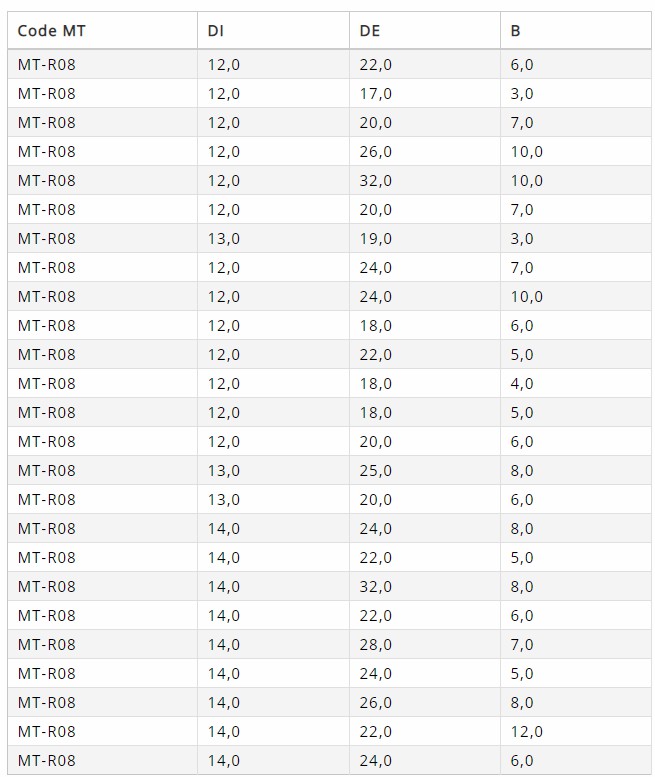 Code MT DI DE B
MT-R08 12,0 22,0 6,0
MT-R08 12,0 17,0 3,0
MT-R08 12,0 20,0 7,0
MT-R08 12,0 26,0 10,0
MT-R08 12,0 32,0 10,0
MT-R08 12,0 20,0 7,0
MT-R08 13,0 19,0 3,0
MT-R08 12,0 24,0 7,0
MT-R08 12,0 24,0 10,0
MT-R08 12,0 18,0 6,0
MT-R08 12,0 22,0 5,0
MT-R08 12,0 18,0 4,0
MT-R08 12,0 18,0 5,0
MT-R08 12,0 20,0 6,0
MT-R08 13,0 25,0 8,0
MT-R08 13,0 20,0 6,0
MT-R08 14,0 24,0 8,0
MT-R08 14,0 22,0 5,0
MT-R08 14,0 32,0 8,0
MT-R08 14,0 22,0 6,0
MT-R08 14,0 28,0 7,0
MT-R08 14,0 24,0 5,0
MT-R08 14,0 26,0 8,0
MT-R08 14,0 22,0 12,0
MT-R08 14,0 24,0 6,0